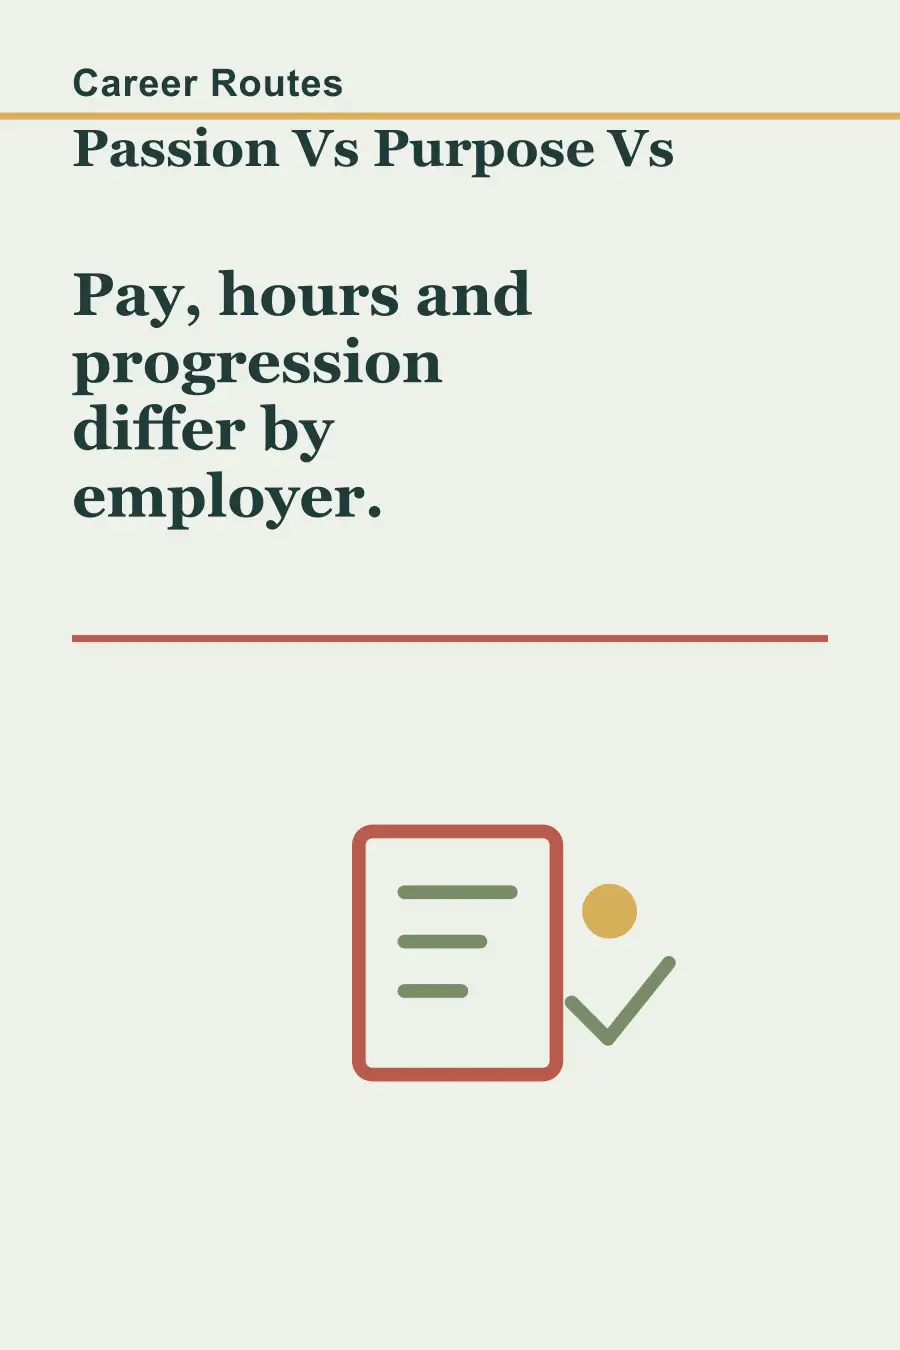 Career Routes
Passion Vs Purpose Vs
Pay, hours and
progression
differ by
employer.